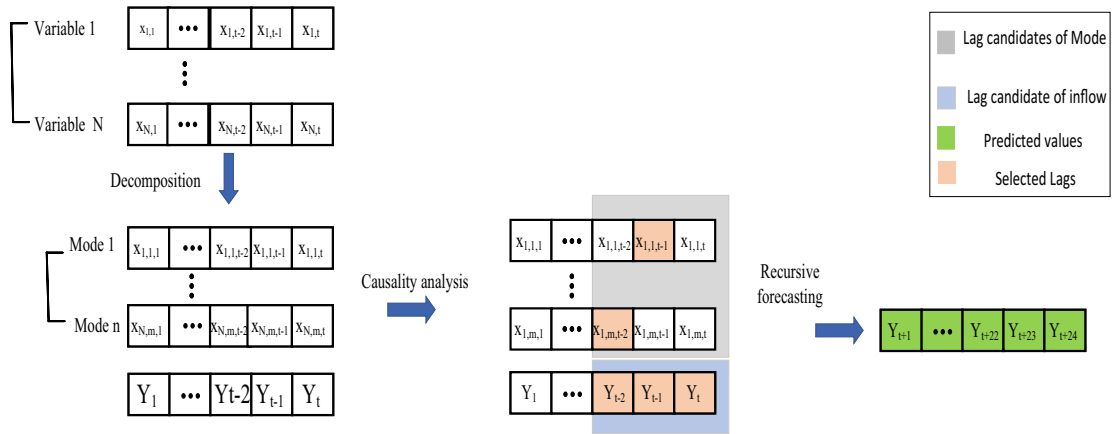 Variable 1
x1,1 ••• x1,t-2 x1,t-1 x1,t
Variable N
xN,1 ••• xN,t-2 xN,t-1 xN,t
Decomposition
Mode 1
x1,1,1 ••• x1,1,t-2 x1,1,t-1 x1,1,t
Mode n
xN,m,1 ••• xN,m,t-2 xN,m,t-1 xN,m,t
Y1 ••• Yt-2 Yt-1 Yt
Causality analysis
x1,1,1 ••• x1,1,t-2 x1,1,t-1 x1,1,t
x1,m,1 ••• x1,m,t-2 x1,m,t-1 x1,m,t
Y1 ••• Yt-2 Yt-1 Yt
Recursive
forecasting
Yt+1 ••• Yt+22 Yt+23 Yt+24
Lag candidates of Mode
Lag candidate of inflow
Predicted values
Selected Lags